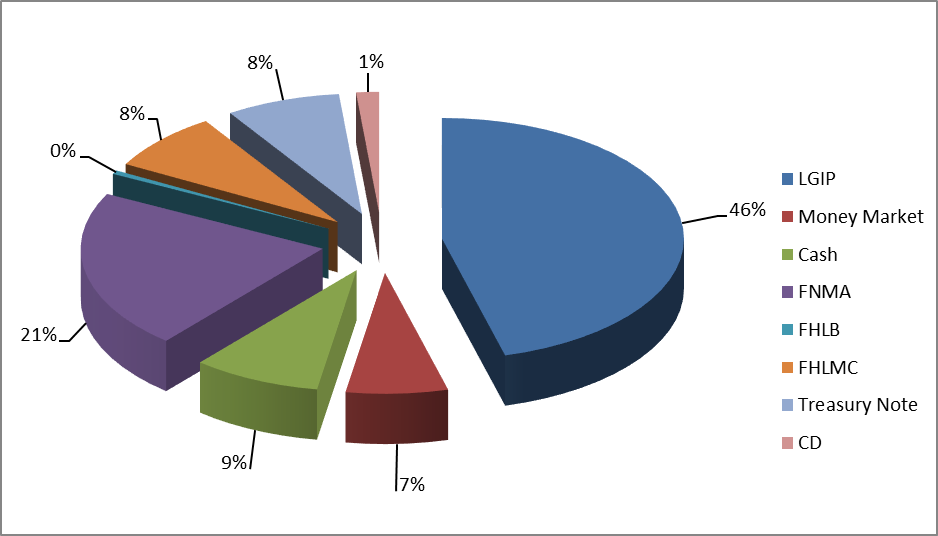 1%
8%
8%
0%
46%
21%
9%
7%
LGIP
Money Market
Cash
FNMA
FHLB
FHLMC
Treasury Note
CD